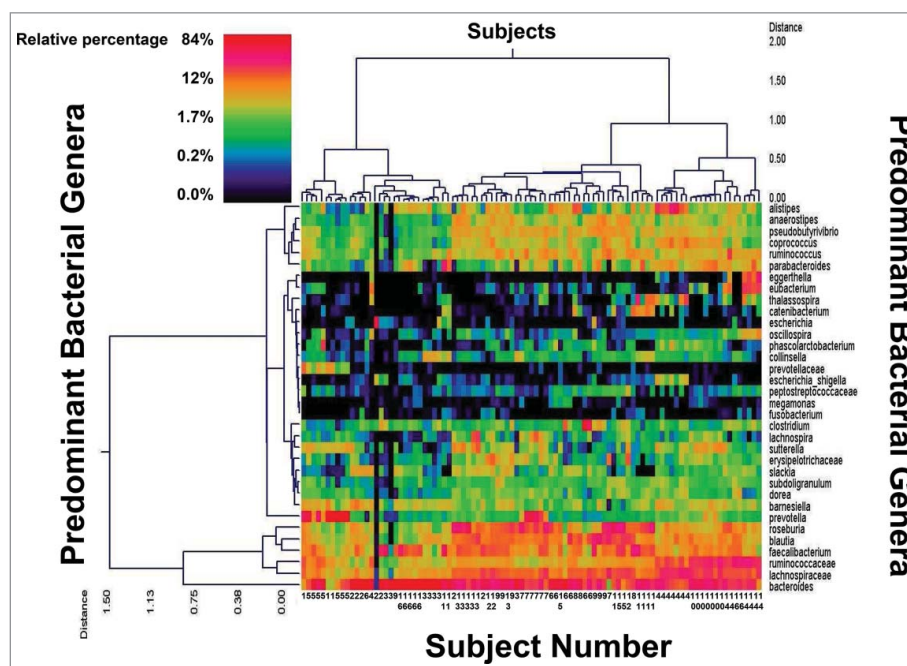 Relative percentage
84%
12%
1.7%
0.2%
0.0%
Subjects
Distance
2.00
1.50
1.00
0.50
0.00
Predominant Bacterial Genera
alistipes
anaerostipes
pseudobutyrivibrio
coprococcus
ruminococcus
parabacteroides
eggerthella
eubacterium
thalassospira
catenibacterium
escherichia
oscillospira
phascolarctobacterium
collinsella
prevotellaceae
escherichia_shigella
peptostreptococcaceae
megamonas
fusobacterium
clostridium
lachnospira
sutterella
erysipelotrichaceae
slackia
subdoligranulum
dorea
barnesiella
prevotella
roseburia
blautia
faecalibacterium
ruminococcaceae
lachnospiraceae
bacteroides
Predominant Bacterial Genera
Distance
1.50
1.13
0.75
0.38
0.00
Subject Number